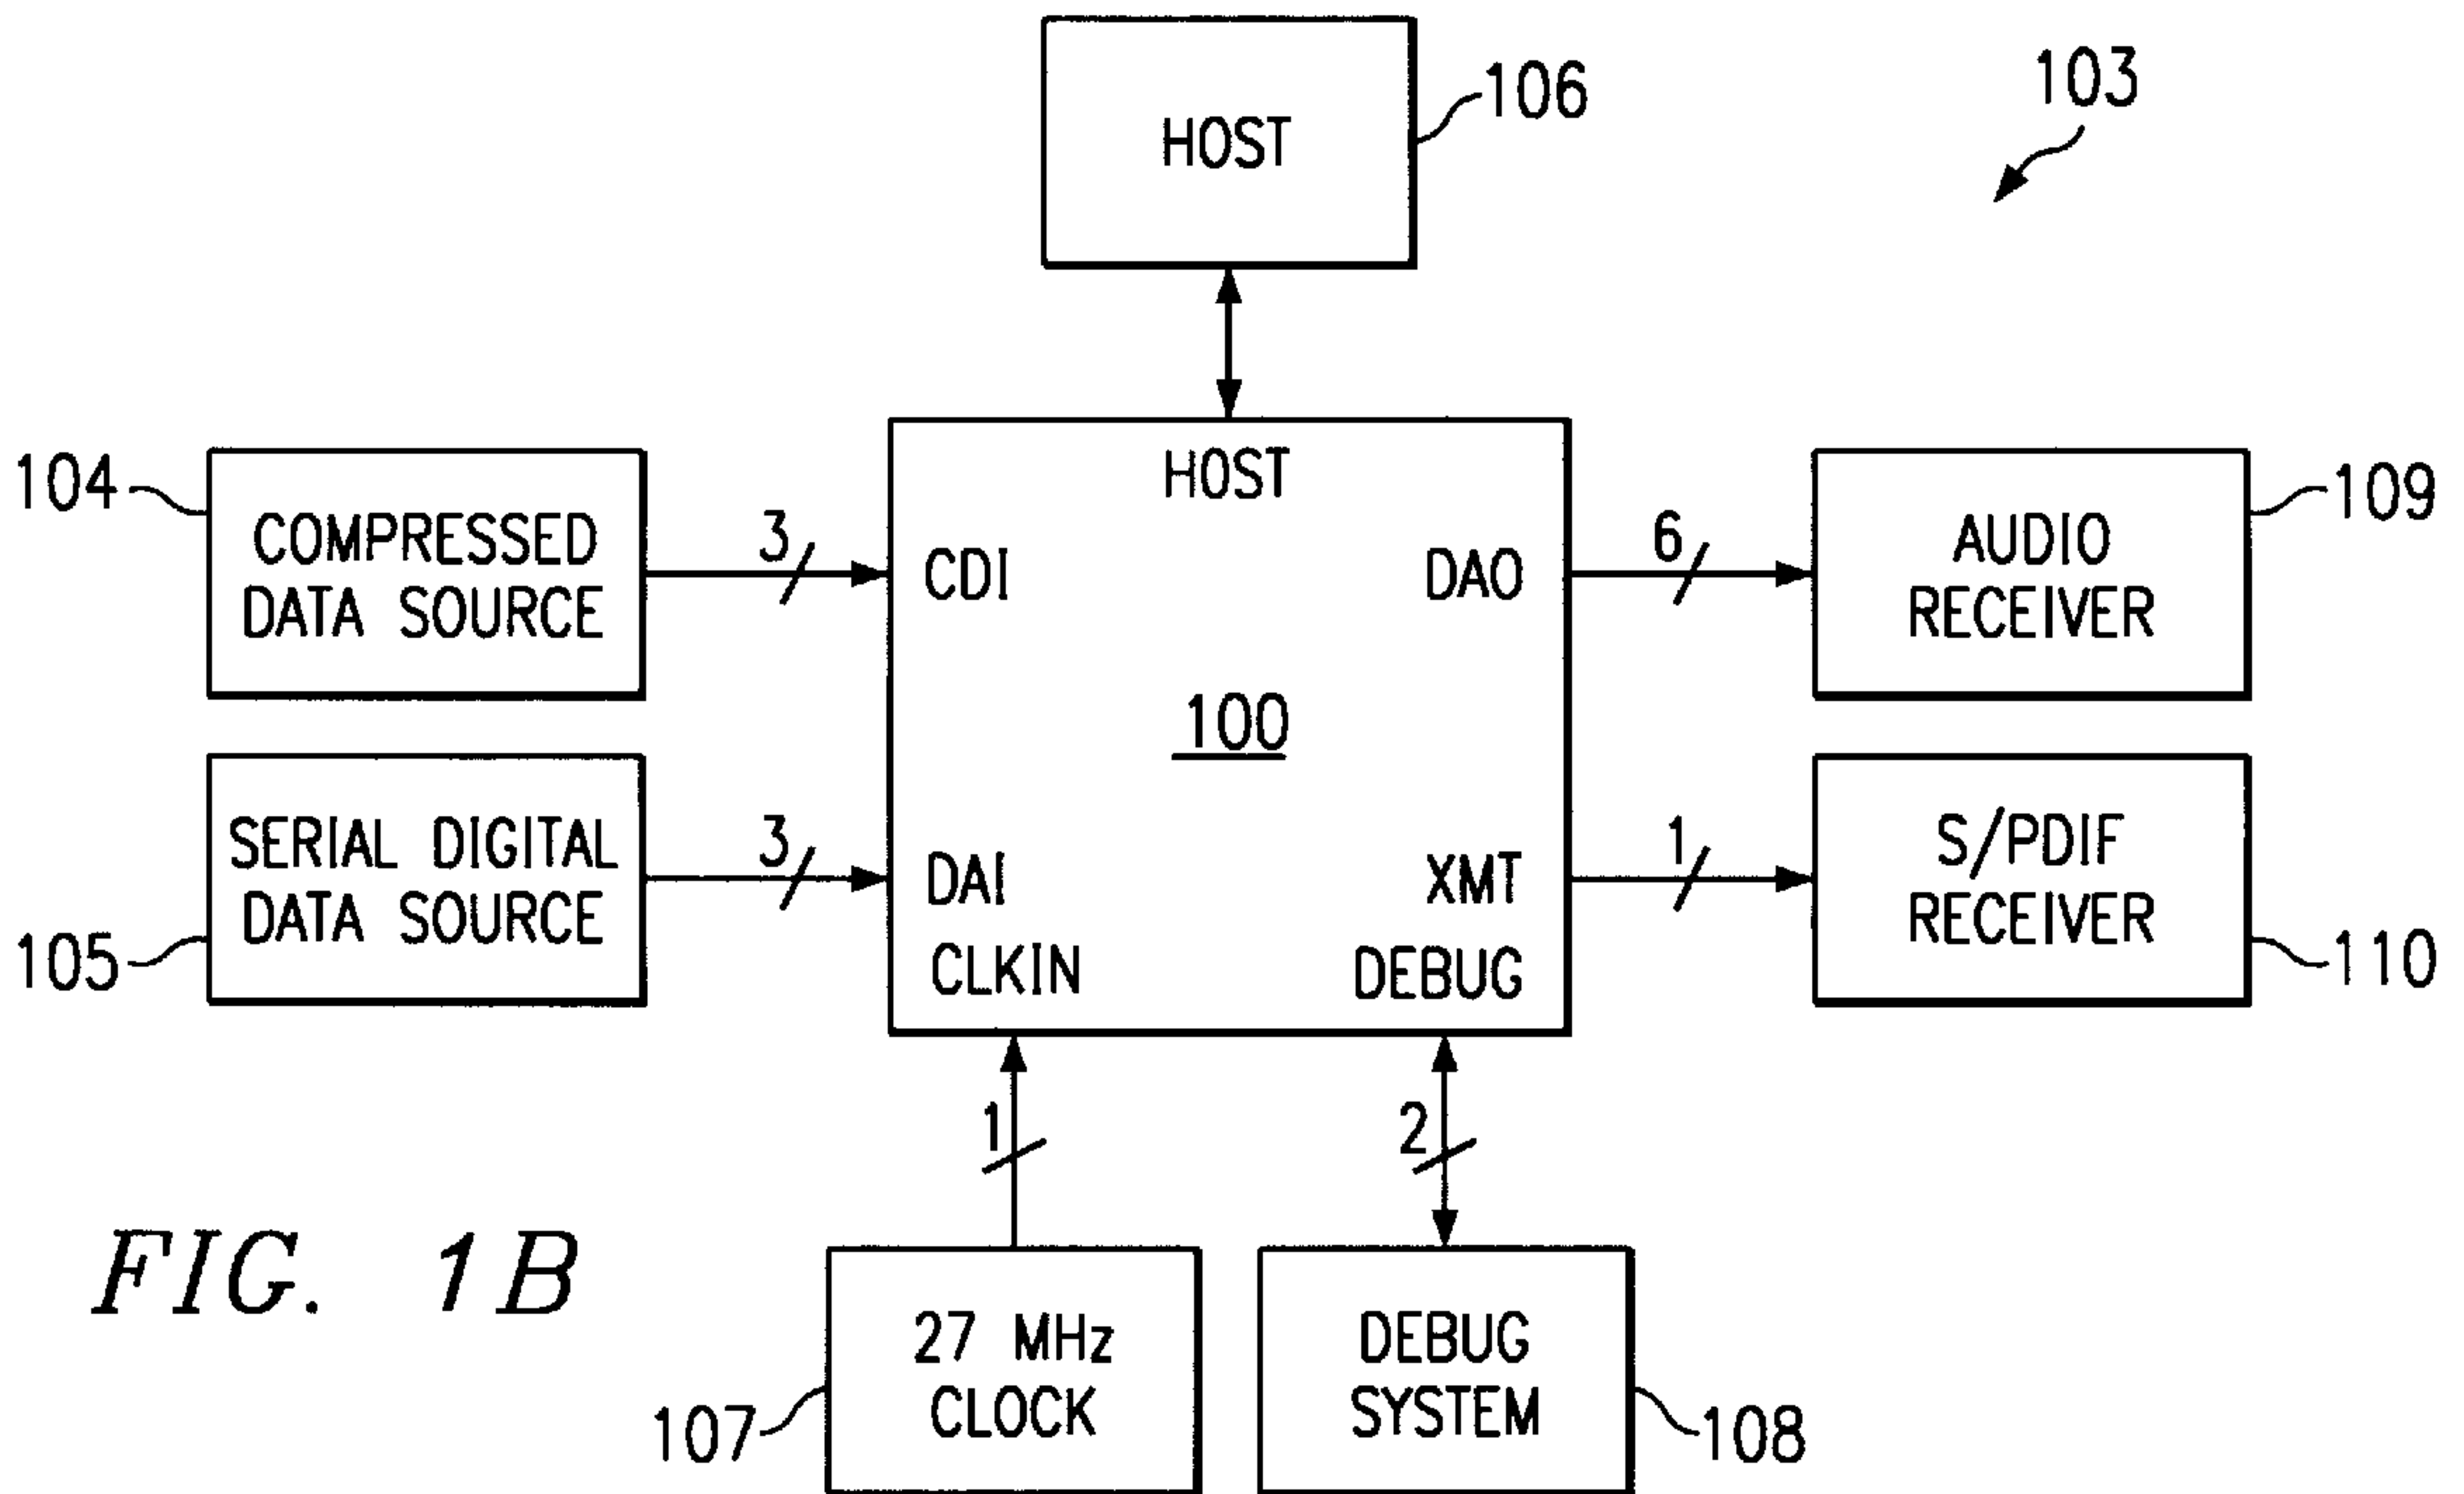 103
HOST
106
104
COMPRESSED
DATA SOURCE
3
HOST
CDI
DAO
6
AUDIO
RECEIVER
109
100
SERIAL DIGITAL
DATA SOURCE
105
3
DAI
XMT
CLKIN
DEBUG
1
S/PDIF
RECEIVER
110
1
2
27 MHz
CLOCK
107
DEBUG
SYSTEM
108
FIG. 1B